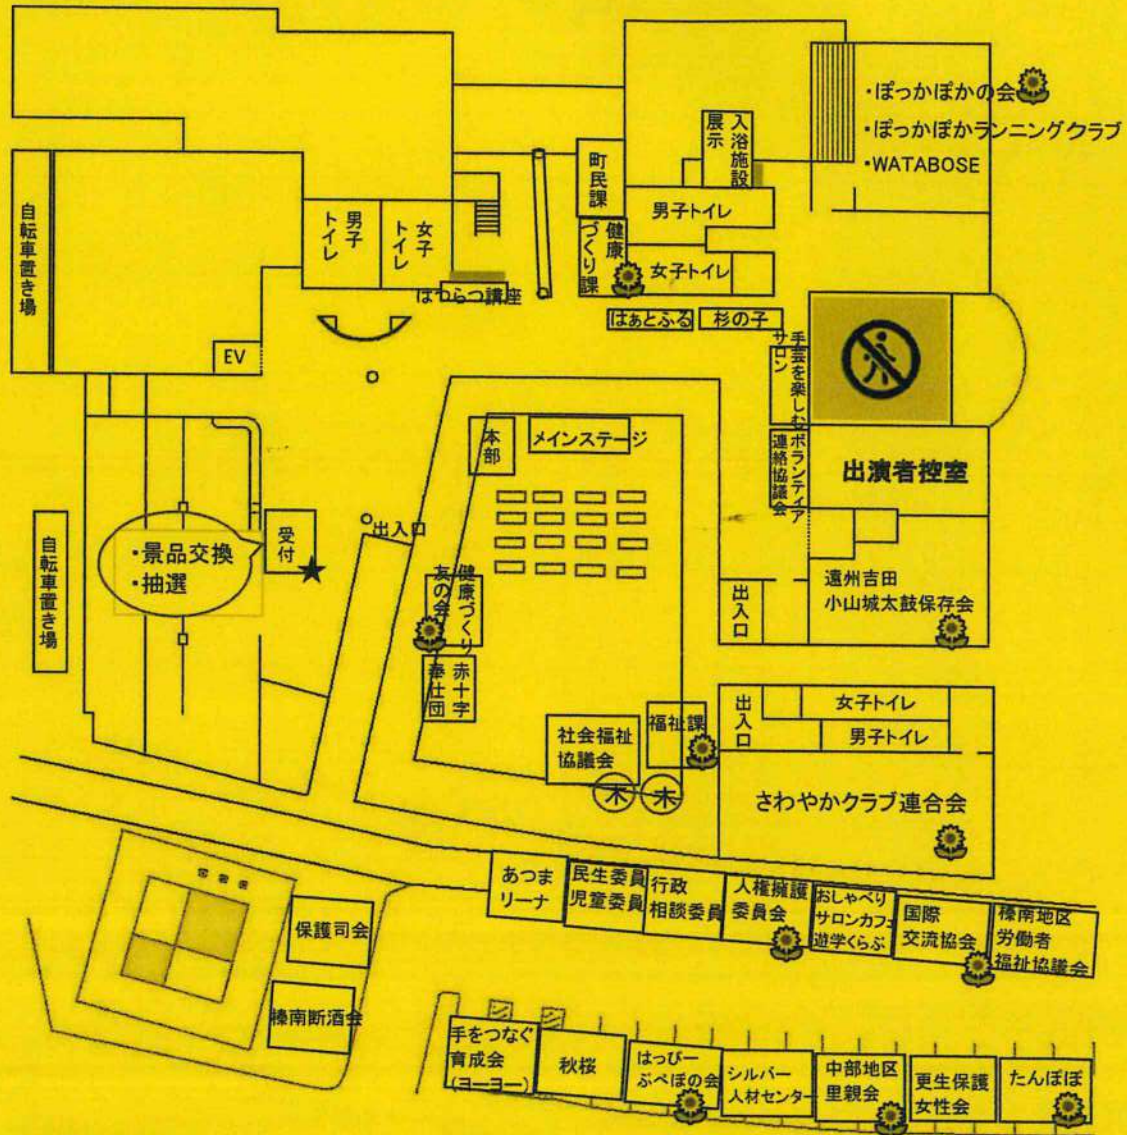 ・ぽっかぽかの会
・ぽっかぽかランニングクラブ
・WATABOSE
入浴施設
展示
町民課
男子トイレ
健康
づくり課
女子トイレ
自転車置き場
男子
トイレ
女子
トイレ
はつらつ講座
はぁとふる
杉の子
EV
手芸を楽しむ
サロン
本部
メインステージ
ボランティア
連絡協議会
出演者控室
・景品交換
・抽選
受付
★
出入口
自転車置き場
健康づくり
友の会
赤十字
奉仕団
出入口
遠州吉田
小山城太鼓保存会
社会福祉
協議会
福祉課
木
木
出入口
女子トイレ
男子トイレ
さわやかクラブ連合会
あつま
リーナ
民生委員
児童委員
行政
相談委員
人権擁護
委員会
おしゃべり
サロンカフェ
遊学くらぶ
国際
交流協会
榛南地区
労働者
福祉協議会
保護司会
榛南断酒会
手をつなぐ
育成会
(ヨーヨー)
秋桜
はっぴー
ぷぺぽの会
シルバー
人材センター
中部地区
里親会
更生保護
女性会
たんぽぽ